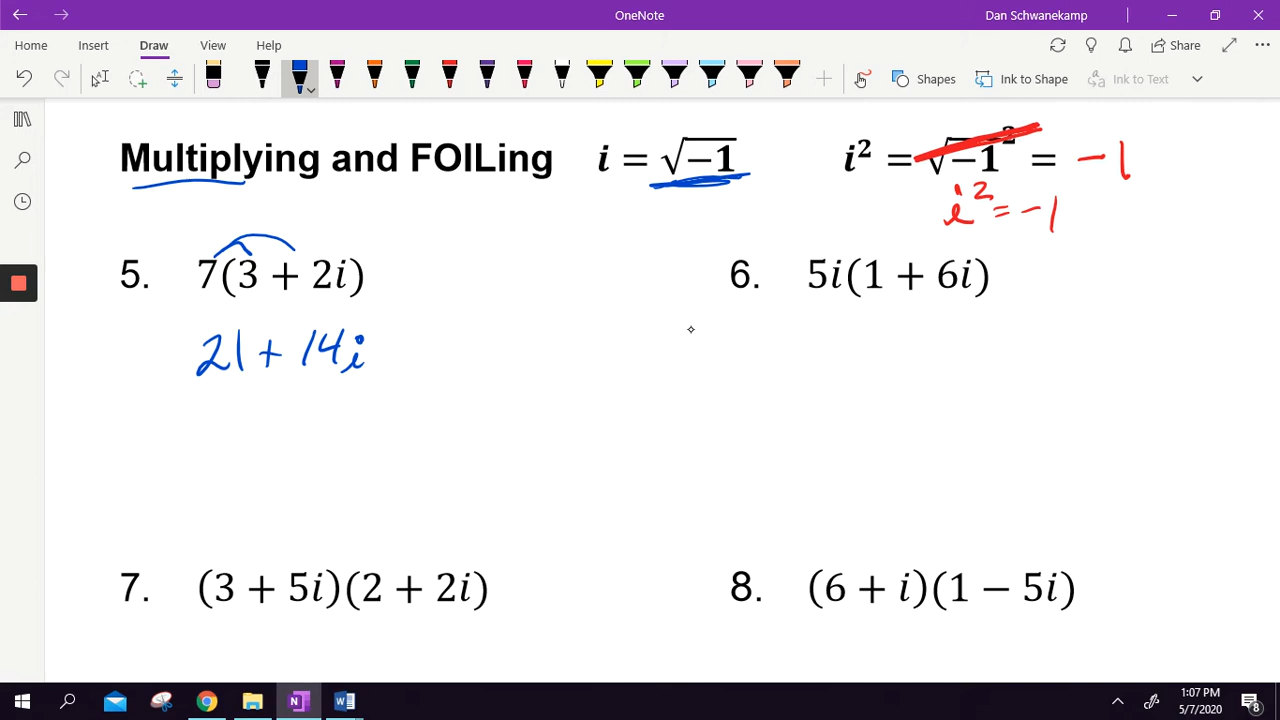 OneNote
Dan Schwanekamp
Home Insert Draw View Help
Share
Shapes Ink to Shape Ink to Text
Multiplying and FOILing i = √−1 i² = √−1² = −1
i² = −1
5. 7(3 + 2i) 6. 5i(1 + 6i)
21 + 14i
7. (3 + 5i)(2 + 2i) 8. (6 + i)(1 − 5i)
1:07 PM
5/7/2020
8